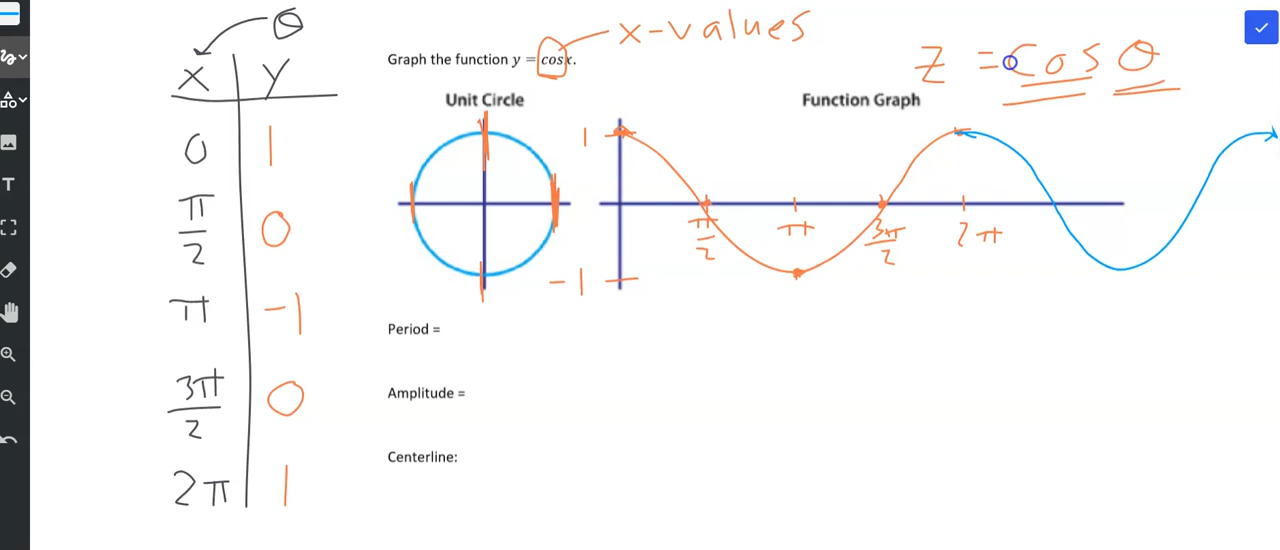 θ
x-values
Graph the function y = cosx.
z = cos θ
x y
Unit Circle
Function Graph
0 1
1
π/2 0
π/2 π 3π/2 2π
-1
π -1
Period =
3π/2 0
Amplitude =
Centerline:
2π 1
T